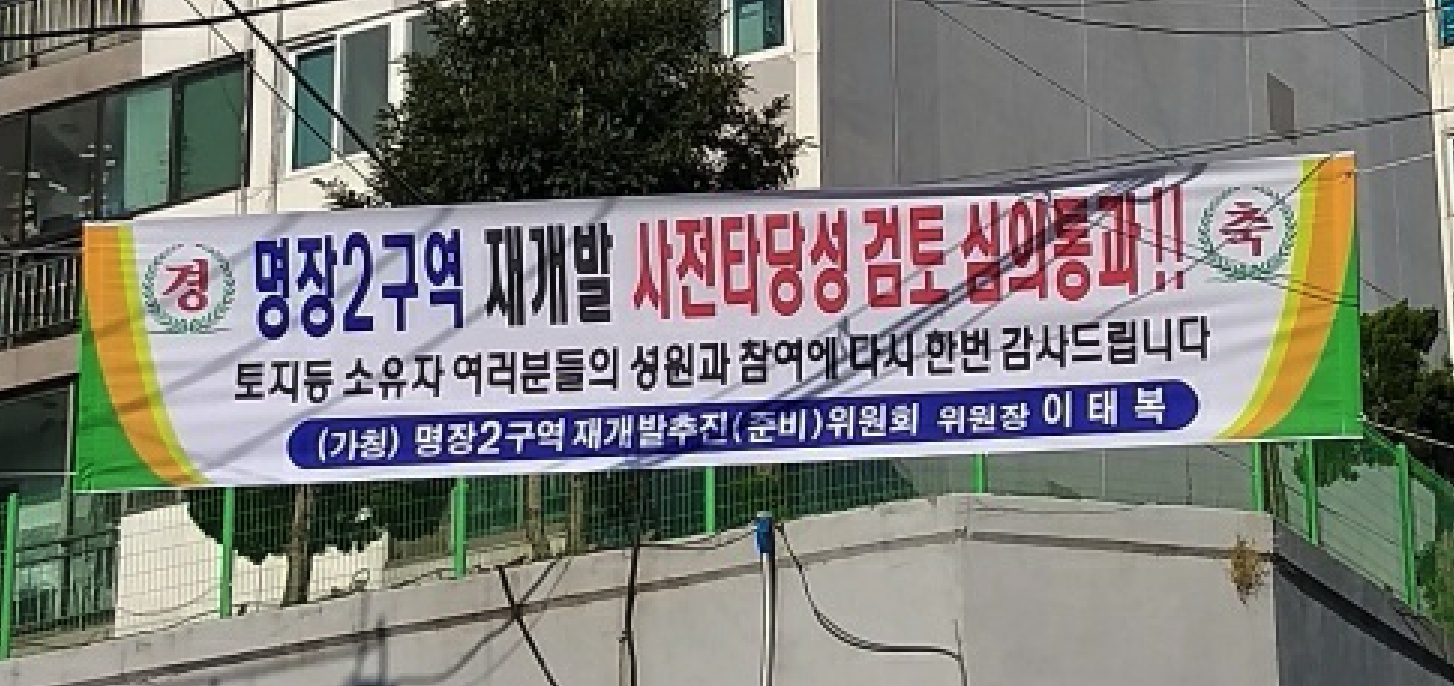 경 명장2구역 재개발 사전타당성 검토 심의통과!! 축
토지등 소유자 여러분들의 성원과 참여에 다시 한번 감사드립니다
(가칭) 명장2구역 재개발추진(준비)위원회 위원장 이태복